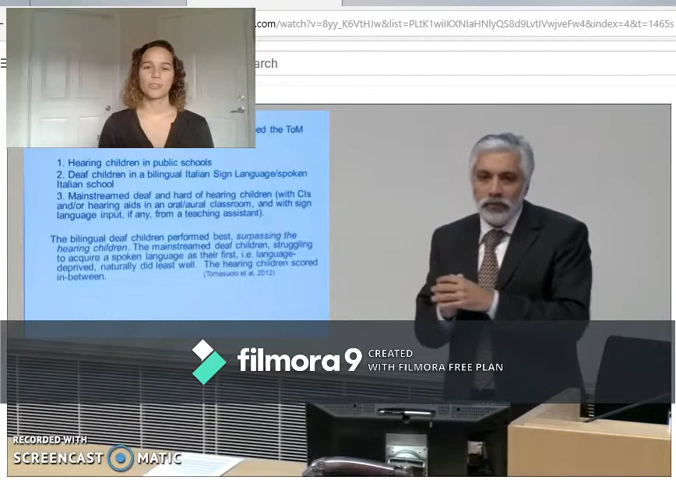 .com/watch?v=8yy_K6VtHJw&list=PLtK1wiIKXNIaHNlyQS8d9LvtIVwjveFw4&index=4&t=1465s
arch
ed the ToM
1. Hearing children in public schools
2. Deaf children in a bilingual Italian Sign Language/spoken
Italian school
3. Mainstreamed deaf and hard of hearing children (with CIs
and/or hearing aids in an oral/aural classroom, and with sign
language input, if any, from a teaching assistant).
The bilingual deaf children performed best, surpassing the
hearing children. The mainstreamed deaf children, struggling
to acquire a spoken language as their first, i.e. language-
deprived, naturally did least well. The hearing children scored
in-between. (Tomasuolo et al, 2012)
filmora9 CREATED
WITH FILMORA FREE PLAN
RECORDED WITH
SCREENCAST MATIC